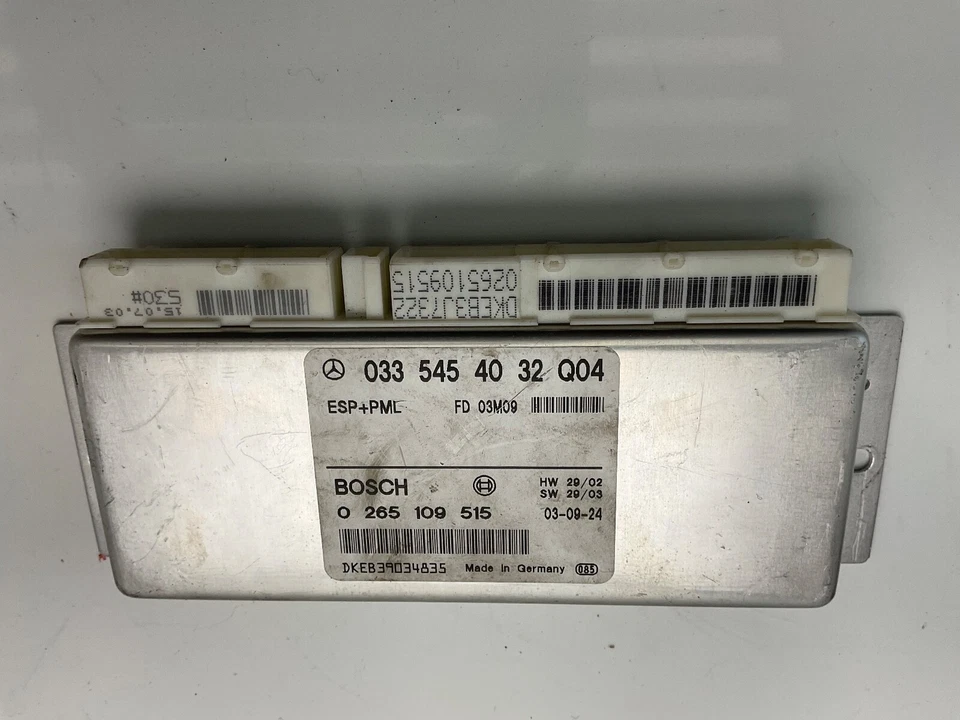 530#
15.07.03
0265109515
DKEB3J7322
033 545 40 32 Q04
ESP+PML FD 03M09
BOSCH HW 29/02
SW 29/03
0 265 109 515 03-09-24
DKEB39034835 Made in Germany 085